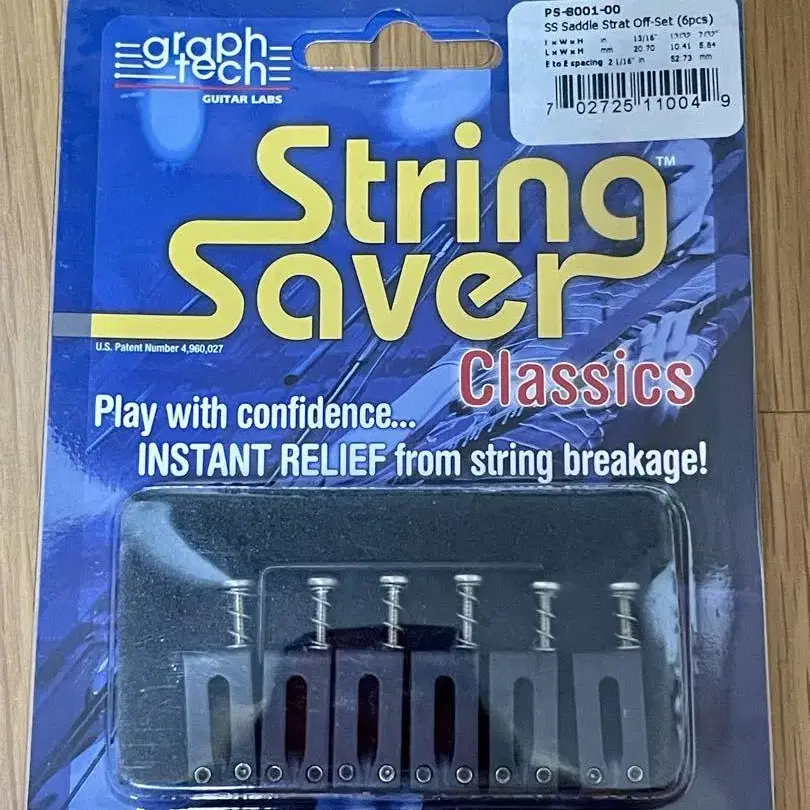 graph
tech
GUITAR LABS
PS-8001-00
SS Saddle Strat Off-Set (6pcs)
L x W x H in 13/16" 13/32 7/32"
L x W x H mm 20.70 10.41 5.84
E to E spacing 2 1/16" in 52.73 mm
7 02725 11004 9
String
Saver™
U.S. Patent Number 4,960,027
Classics
Play with confidence...
INSTANT RELIEF from string breakage!